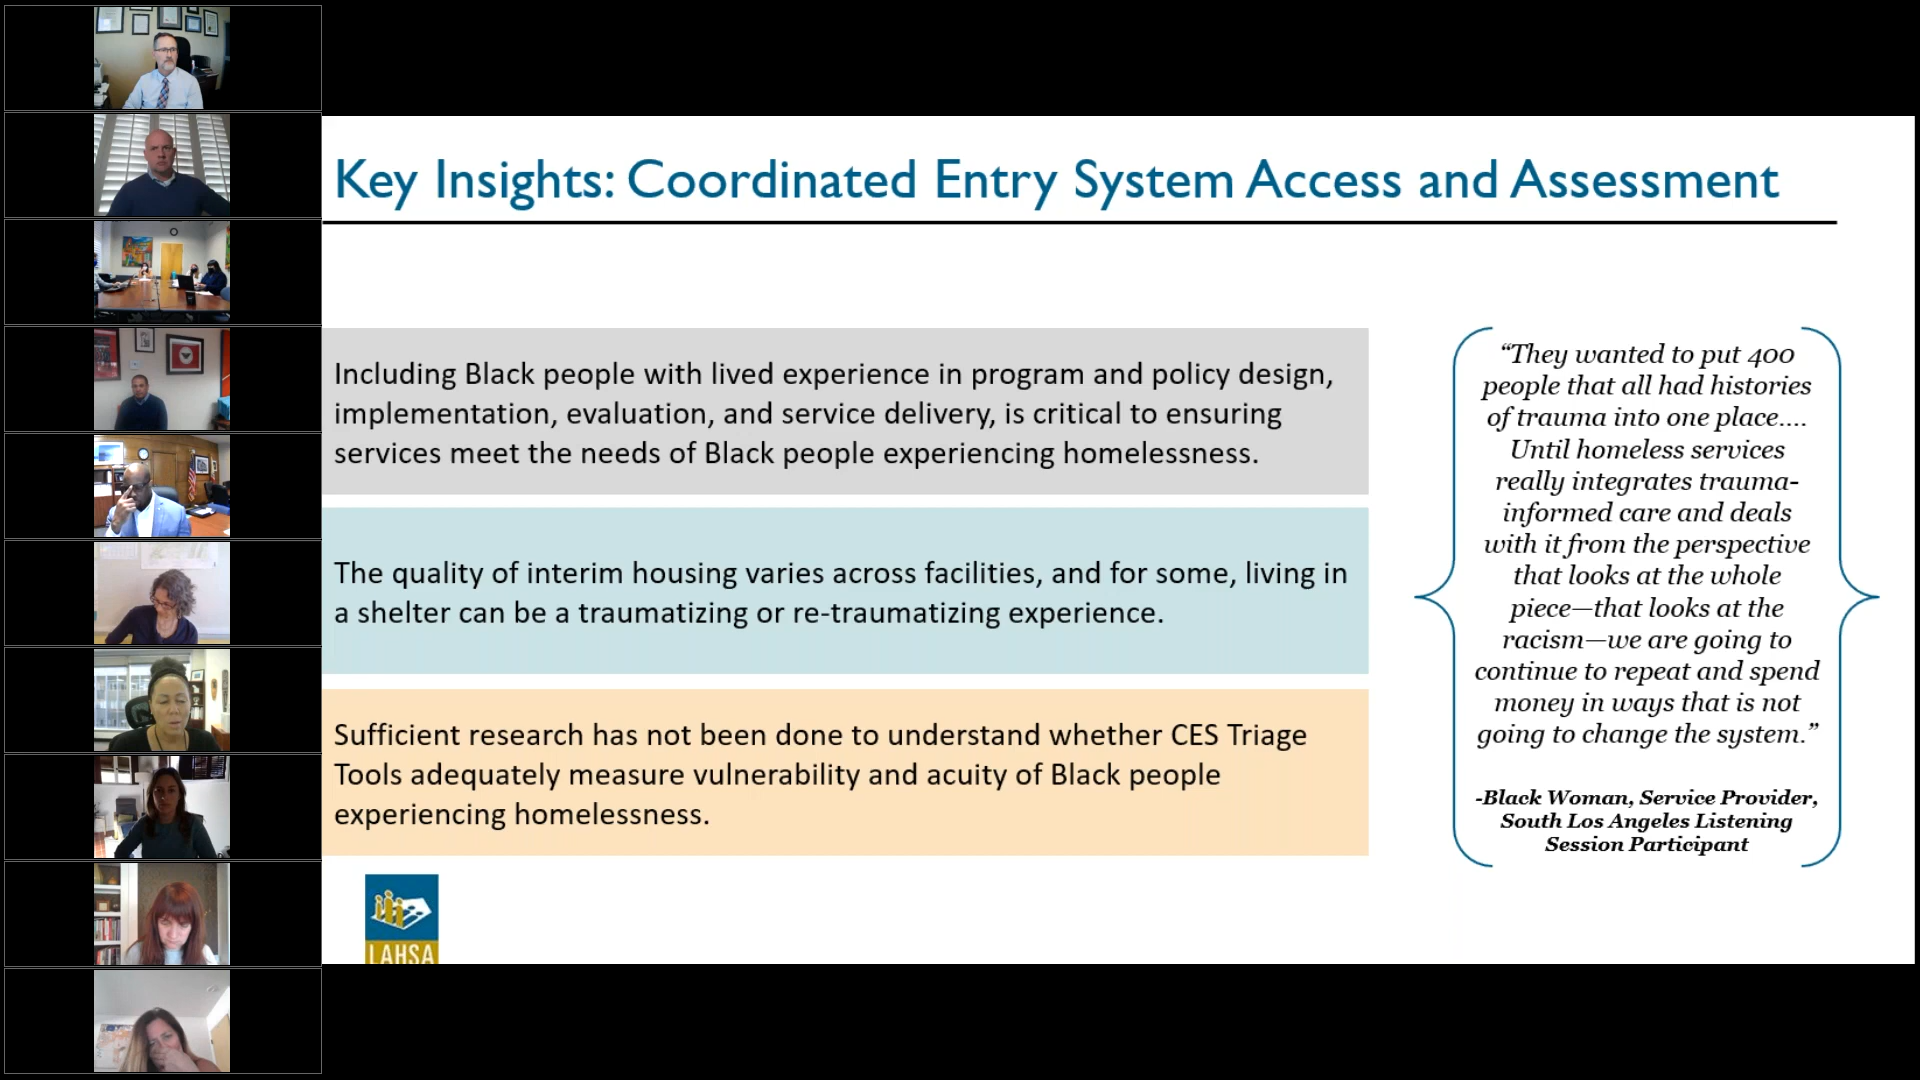 Key Insights: Coordinated Entry System Access and Assessment
Including Black people with lived experience in program and policy design,
implementation, evaluation, and service delivery, is critical to ensuring
services meet the needs of Black people experiencing homelessness.
The quality of interim housing varies across facilities, and for some, living in
a shelter can be a traumatizing or re-traumatizing experience.
Sufficient research has not been done to understand whether CES Triage
Tools adequately measure vulnerability and acuity of Black people
experiencing homelessness.
“They wanted to put 400
people that all had histories
of trauma into one place....
Until homeless services
really integrates trauma-
informed care and deals
with it from the perspective
that looks at the whole
piece—that looks at the
racism—we are going to
continue to repeat and spend
money in ways that is not
going to change the system.”
-Black Woman, Service Provider,
South Los Angeles Listening
Session Participant
LAHSA